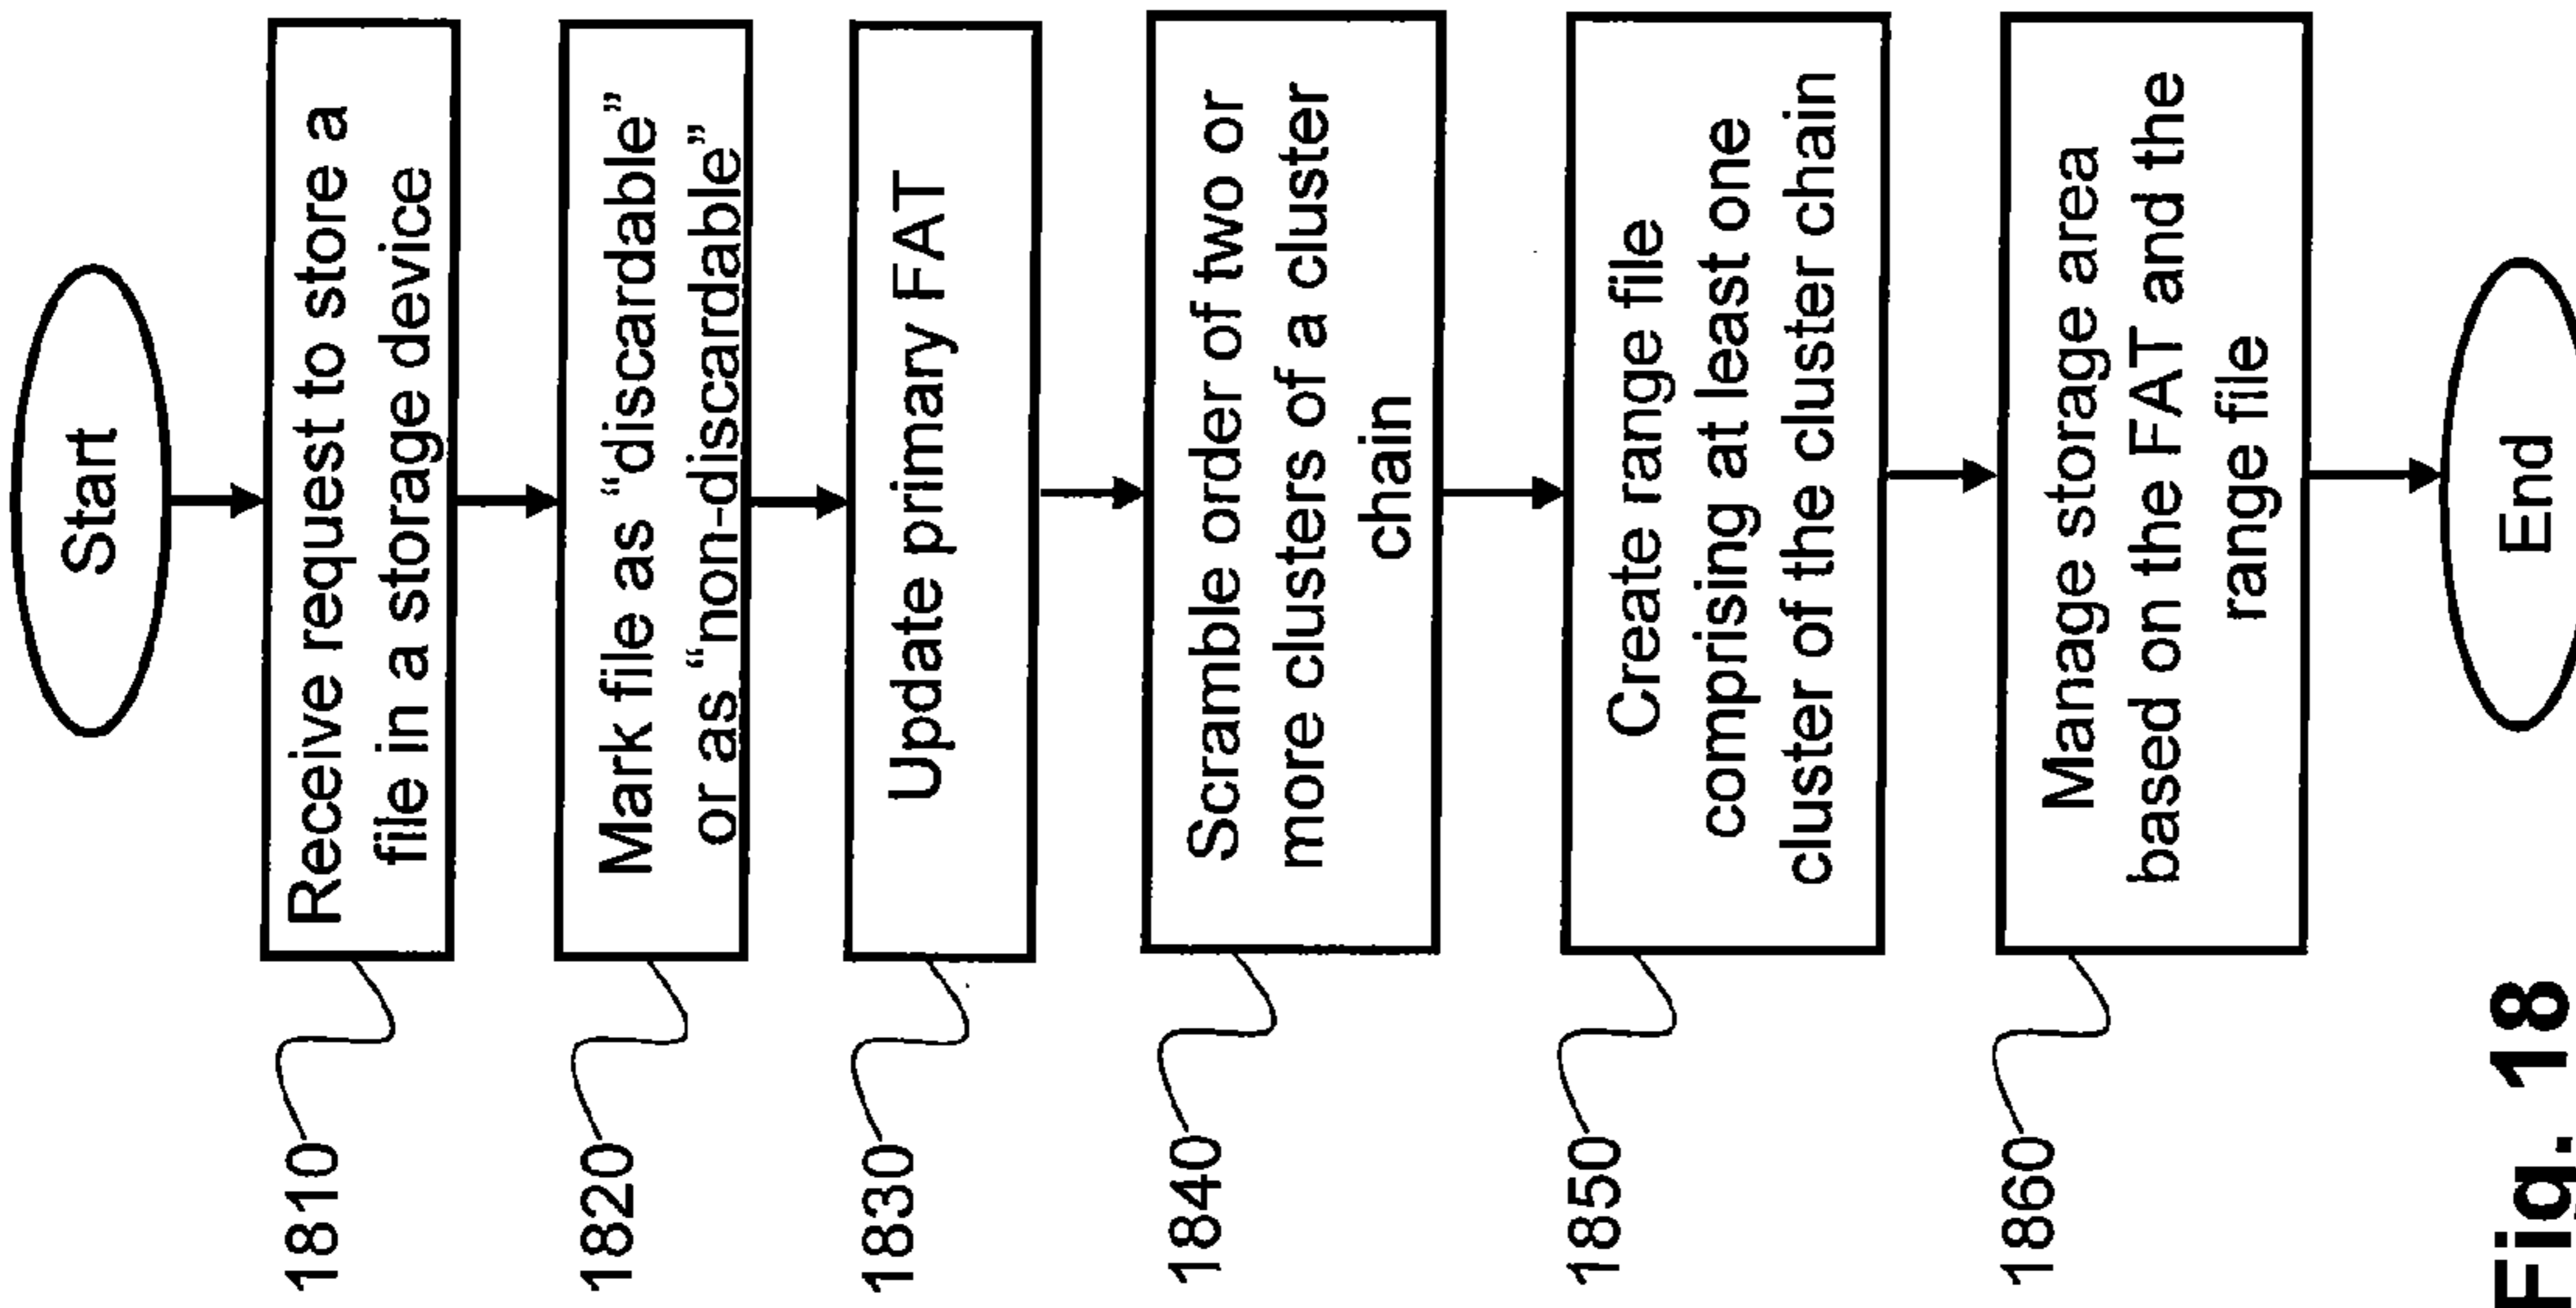 Start
1810
Receive request to store a
file in a storage device
1820
Mark file as “discardable”
or as “non-discardable”
1830
Update primary FAT
1840
Scramble order of two or
more clusters of a cluster
chain
1850
Create range file
comprising at least one
cluster of the cluster chain
1860
Manage storage area
based on the FAT and the
range file
End
Fig. 18